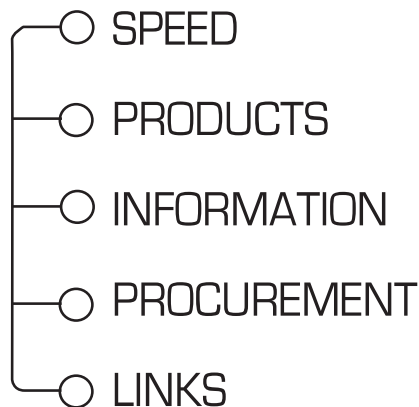 SPEED
PRODUCTS
INFORMATION
PROCUREMENT
LINKS